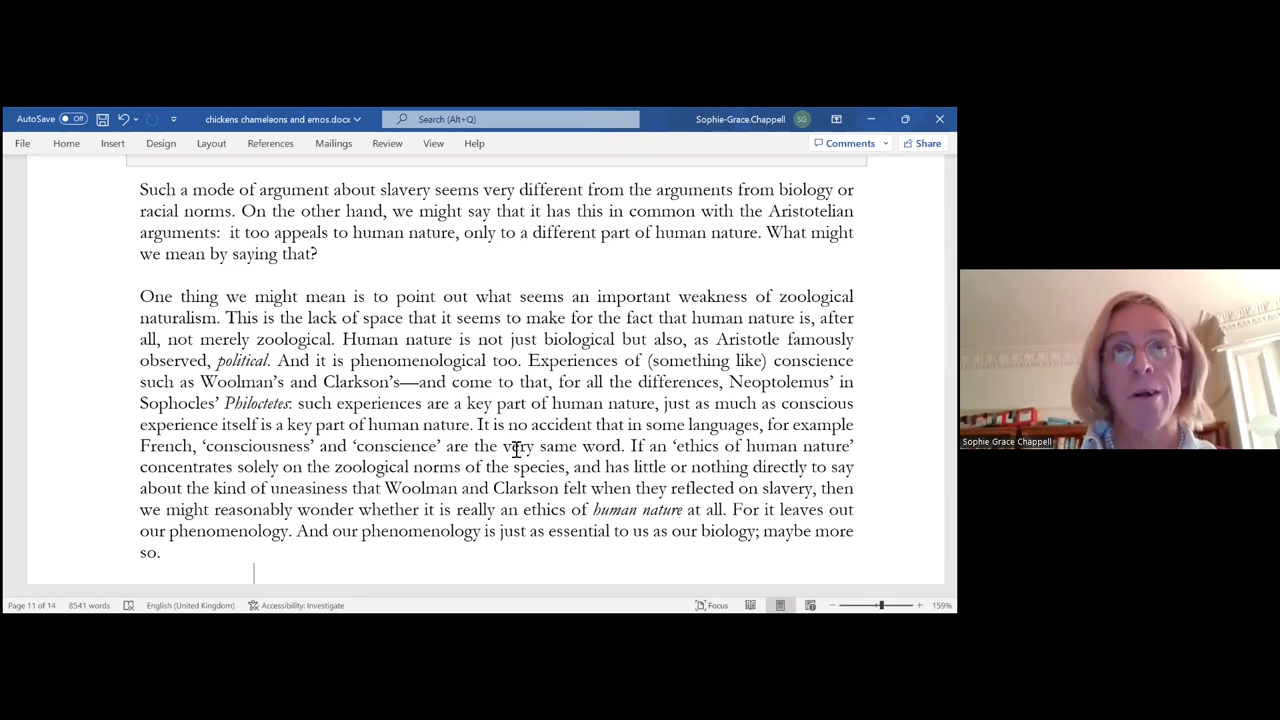 AutoSave Off chickens chameleons and emos.docx Search (Alt+Q) Sophie-Grace.Chappell SG
File Home Insert Design Layout References Mailings Review View Help Comments Share
Such a mode of argument about slavery seems very different from the arguments from biology or
racial norms. On the other hand, we might say that it has this in common with the Aristotelian
arguments: it too appeals to human nature, only to a different part of human nature. What might
we mean by saying that?
One thing we might mean is to point out what seems an important weakness of zoological
naturalism. This is the lack of space that it seems to make for the fact that human nature is, after
all, not merely zoological. Human nature is not just biological but also, as Aristotle famously
observed, political. And it is phenomenological too. Experiences of (something like) conscience
such as Woolman’s and Clarkson’s—and come to that, for all the differences, Neoptolemus’ in
Sophocles’ Philoctetes: such experiences are a key part of human nature, just as much as conscious
experience itself is a key part of human nature. It is no accident that in some languages, for example
French, ‘consciousness’ and ‘conscience’ are the very same word. If an ‘ethics of human nature’
concentrates solely on the zoological norms of the species, and has little or nothing directly to say
about the kind of uneasiness that Woolman and Clarkson felt when they reflected on slavery, then
we might reasonably wonder whether it is really an ethics of human nature at all. For it leaves out
our phenomenology. And our phenomenology is just as essential to us as our biology; maybe more
so.
Page 11 of 14 8541 words English (United Kingdom) Accessibility: Investigate Focus 159%
Sophie Grace Chappell